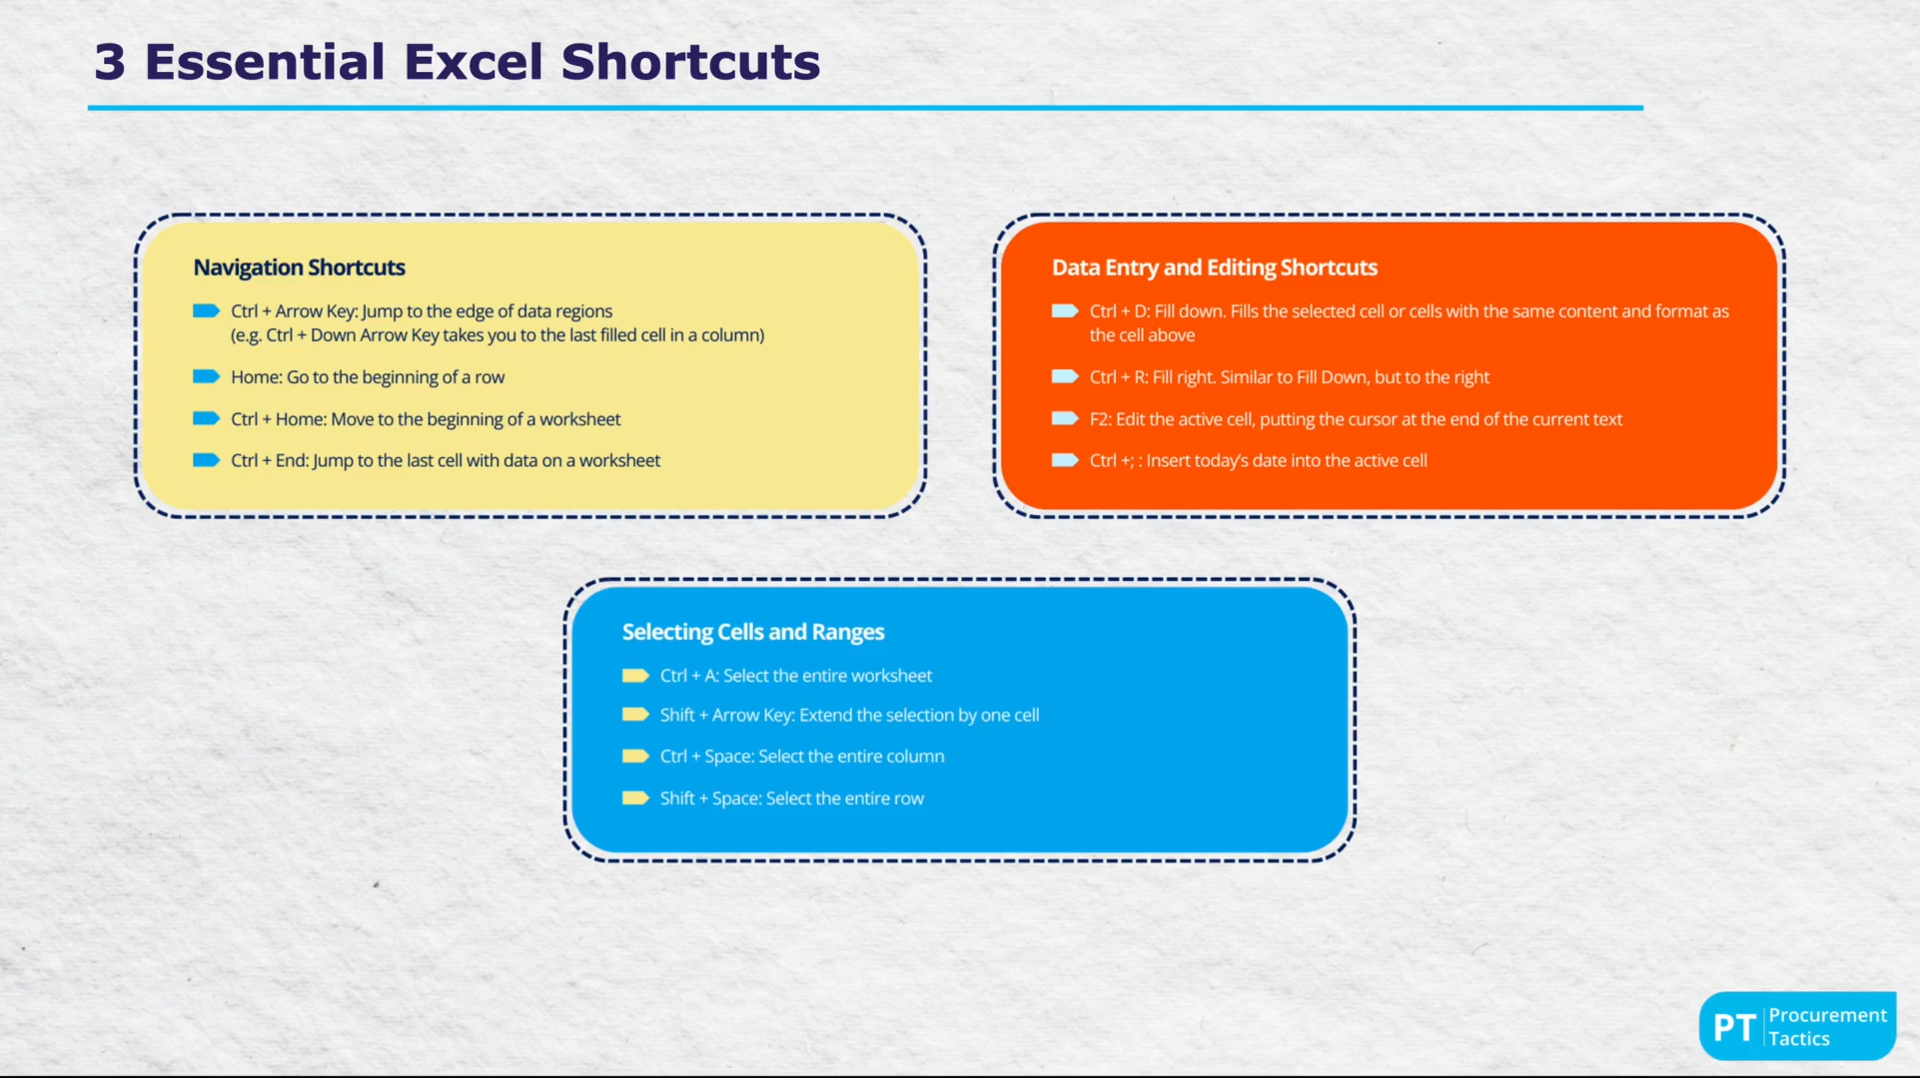 3 Essential Excel Shortcuts
Navigation Shortcuts
Ctrl + Arrow Key: Jump to the edge of data regions
(e.g. Ctrl + Down Arrow Key takes you to the last filled cell in a column)
Home: Go to the beginning of a row
Ctrl + Home: Move to the beginning of a worksheet
Ctrl + End: Jump to the last cell with data on a worksheet
Data Entry and Editing Shortcuts
Ctrl + D: Fill down. Fills the selected cell or cells with the same content and format as
the cell above
Ctrl + R: Fill right. Similar to Fill Down, but to the right
F2: Edit the active cell, putting the cursor at the end of the current text
Ctrl +; : Insert today's date into the active cell
Selecting Cells and Ranges
Ctrl + A: Select the entire worksheet
Shift + Arrow Key: Extend the selection by one cell
Ctrl + Space: Select the entire column
Shift + Space: Select the entire row
PT
Procurement
Tactics